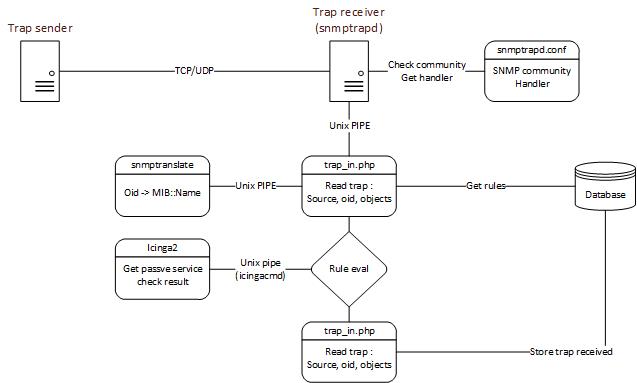 Trap sender
Trap receiver
(snmptrapd)
TCP/UDP
Check community
Get handler
snmptrapd.conf
SNMP community
Handler
Unix PIPE
snmptranslate
Oid -> MIB::Name
Unix PIPE
trap_in.php
Read trap :
Source, oid, objects
Get rules
Database
Icinga2
Get passve service
check result
Unix pipe
(icingacmd)
Rule eval
trap_in.php
Read trap :
Source, oid, objects
Store trap received